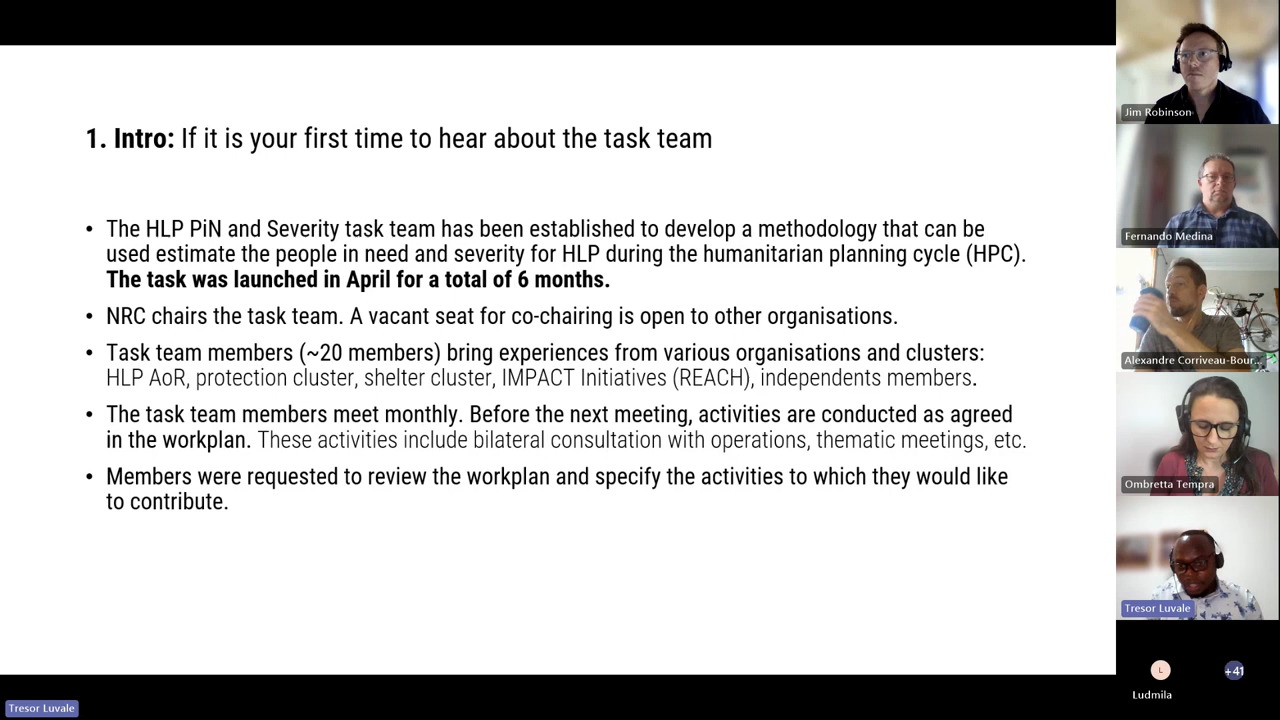 1. Intro: If it is your first time to hear about the task team
• The HLP PiN and Severity task team has been established to develop a methodology that can be
used estimate the people in need and severity for HLP during the humanitarian planning cycle (HPC).
The task was launched in April for a total of 6 months.
• NRC chairs the task team. A vacant seat for co-chairing is open to other organisations.
• Task team members (~20 members) bring experiences from various organisations and clusters:
HLP AoR, protection cluster, shelter cluster, IMPACT Initiatives (REACH), independents members.
• The task team members meet monthly. Before the next meeting, activities are conducted as agreed
in the workplan. These activities include bilateral consultation with operations, thematic meetings, etc.
• Members were requested to review the workplan and specify the activities to which they would like
to contribute.
Jim Robinson
Fernando Medina
Alexandre Corriveau-Bour...
Ombretta Tempra
Tresor Luvale
L
+41
Ludmila
Tresor Luvale